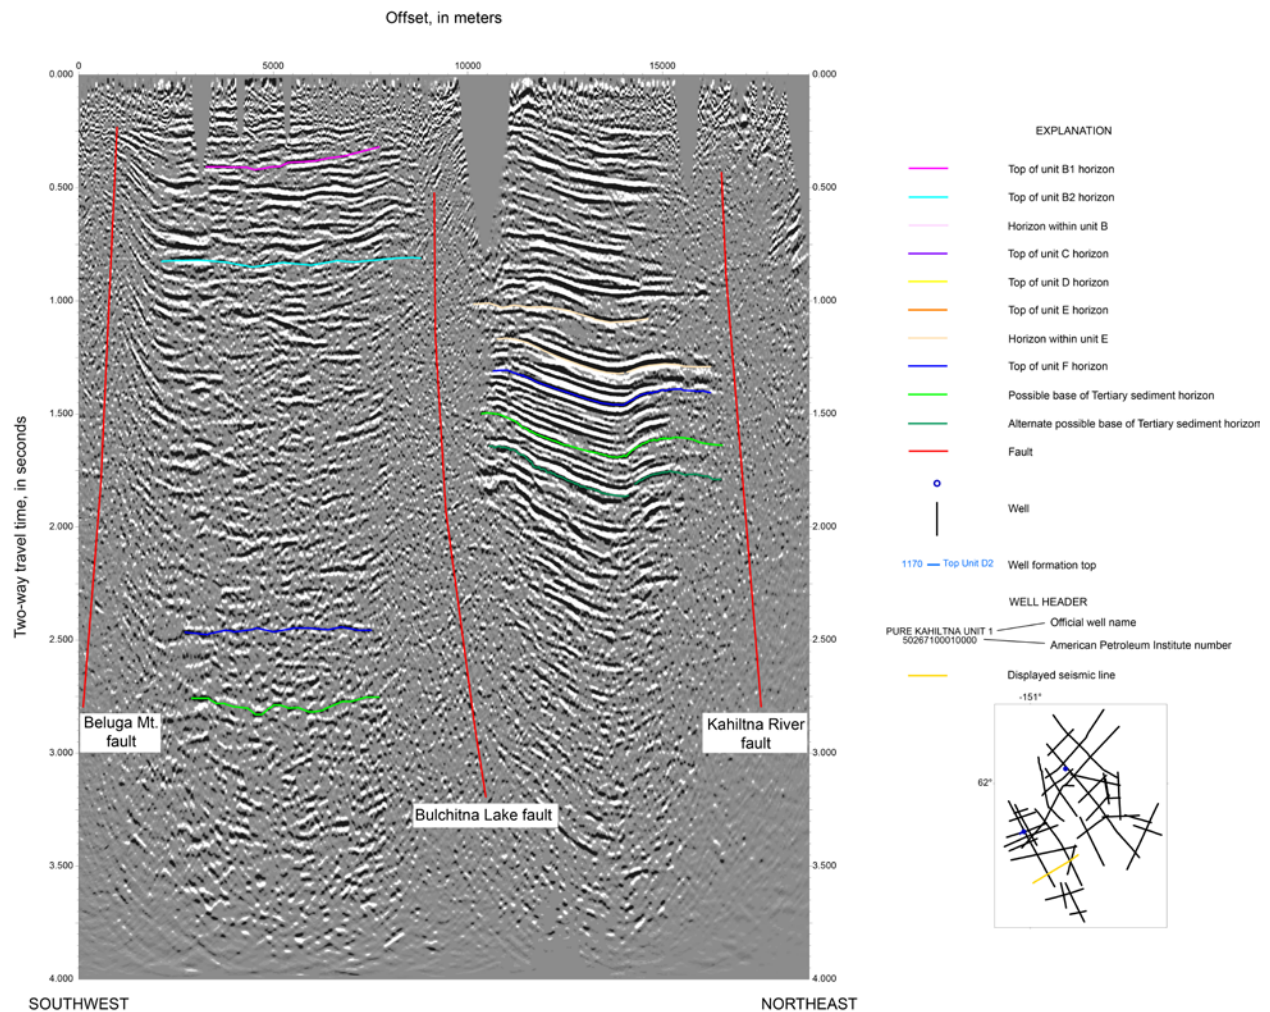 Offset, in meters
0 5000 10000 15000
0.000 0.000
0.500 0.500
1.000 1.000
1.500 1.500
2.000 2.000
2.500 2.500
3.000 3.000
3.500 3.500
4.000 4.000
Two-way travel time, in seconds
Beluga Mt.
fault
Bulchitna Lake fault
Kahiltna River
fault
SOUTHWEST
NORTHEAST
EXPLANATION
Top of unit B1 horizon
Top of unit B2 horizon
Horizon within unit B
Top of unit C horizon
Top of unit D horizon
Top of unit E horizon
Horizon within unit E
Top of unit F horizon
Possible base of Tertiary sediment horizon
Alternate possible base of Tertiary sediment horizon
Fault
Well
1170 Top Unit D2 Well formation top
WELL HEADER
PURE KAHILTNA UNIT 1
50267100010000
Official well name
American Petroleum Institute number
Displayed seismic line
-151°
62°